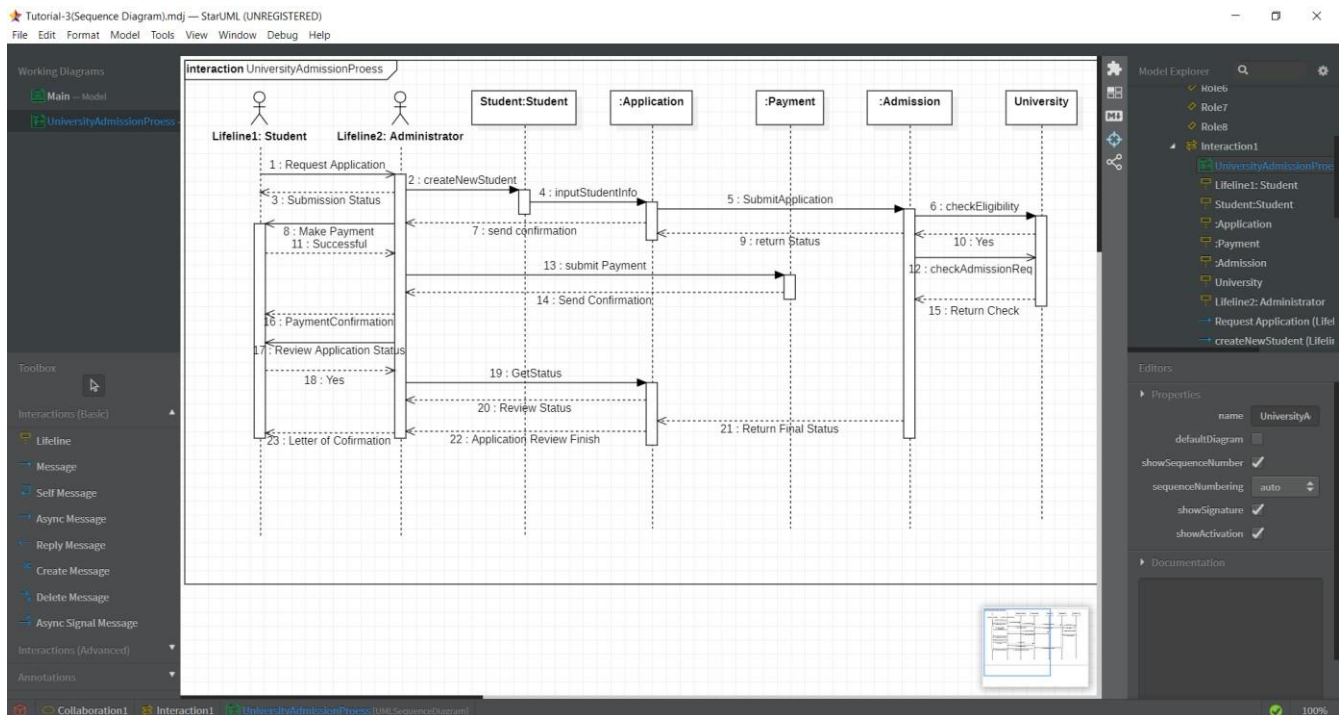 Tutorial-3(Sequence Diagram).mdj — StarUML (UNREGISTERED)
File Edit Format Model Tools View Window Debug Help
Working Diagrams
Main — Model
UniversityAdmissionProess
interaction UniversityAdmissionProess
Lifeline1: Student
Lifeline2: Administrator
Student:Student
:Application
:Payment
:Admission
University
1 : Request Application
2 : createNewStudent
3 : Submission Status
4 : inputStudentInfo
5 : SubmitApplication
6 : checkEligibility
7 : send confirmation
8 : Make Payment
9 : return Status
10 : Yes
11 : Successful
12 : checkAdmissionReq
13 : submit Payment
14 : Send Confirmation
15 : Return Check
16 : PaymentConfirmation
17 : Review Application Status
18 : Yes
19 : GetStatus
20 : Review Status
21 : Return Final Status
22 : Application Review Finish
23 : Letter of Cofirmation
Toolbox
Interactions (Basic)
Lifeline
Message
Self Message
Async Message
Reply Message
Create Message
Delete Message
Async Signal Message
Interactions (Advanced)
Annotations
Model Explorer
Role6
Role7
Role8
Interaction1
UniversityAdmissionProe
Lifeline1: Student
Student:Student
:Application
:Payment
:Admission
University
Lifeline2: Administrator
Request Application (Lifel
createNewStudent (Lifelin
Editors
Properties
name UniversityA
defaultDiagram
showSequenceNumber
sequenceNumbering auto
showSignature
showActivation
Documentation
Collaboration1 Interaction1 UniversityAdmissionProess [UMLSequenceDiagram]
100%